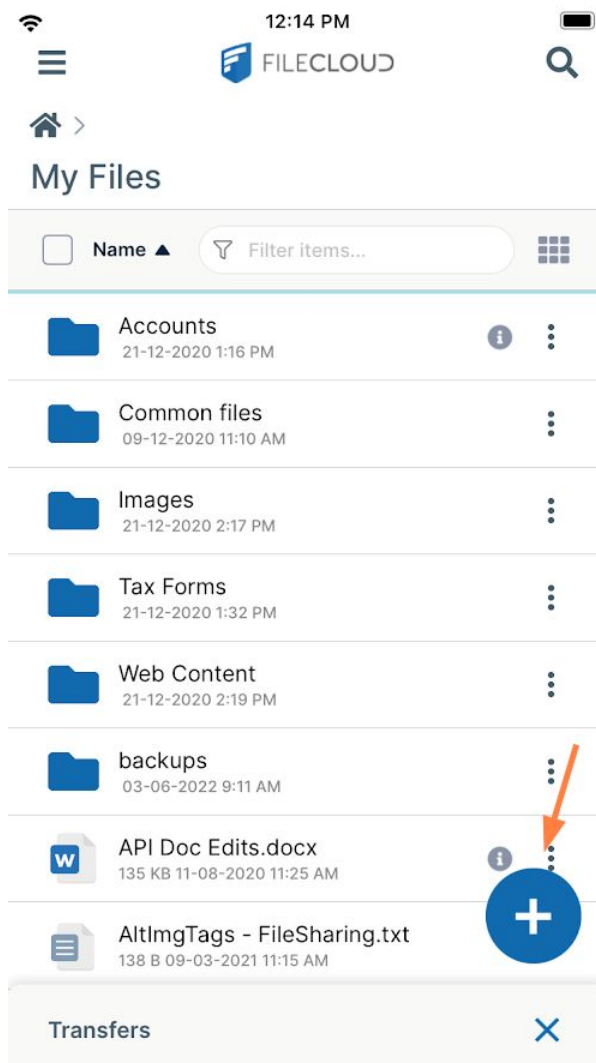 12:14 PM
FILECLOUD
My Files
Name
Filter items...
Accounts
21-12-2020 1:16 PM
Common files
09-12-2020 11:10 AM
Images
21-12-2020 2:17 PM
Tax Forms
21-12-2020 1:32 PM
Web Content
21-12-2020 2:19 PM
backups
03-06-2022 9:11 AM
W
API Doc Edits.docx
135 KB 11-08-2020 11:25 AM
AltImgTags - FileSharing.txt
138 B 09-03-2021 11:15 AM
Transfers